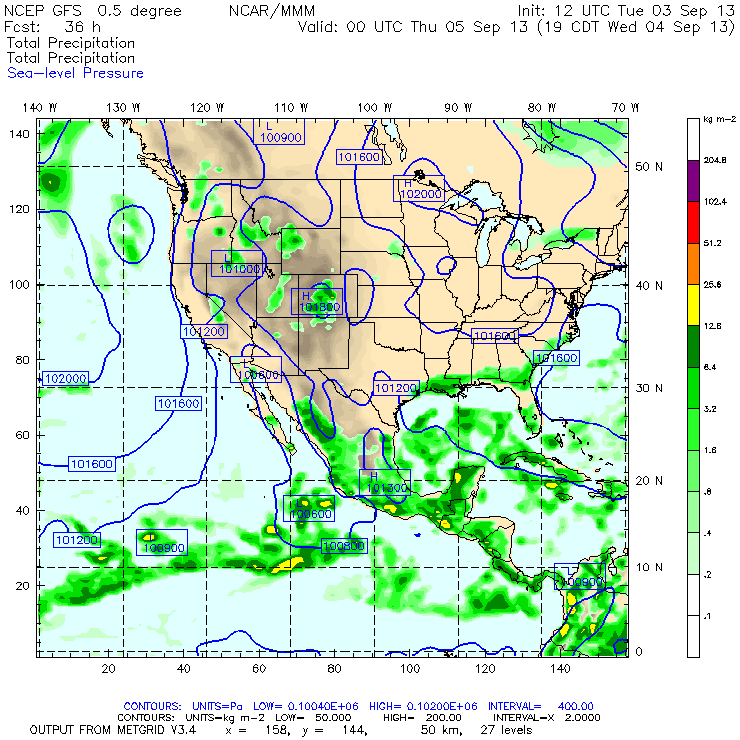 NCEP GFS 0.5 degree NCAR/MMM Init: 12 UTC Tue 03 Sep 13
Fcst: 36 h Valid: 00 UTC Thu 05 Sep 13 (19 CDT Wed 04 Sep 13)
Total Precipitation
Total Precipitation
Sea-level Pressure
140 W 130 W 120 W 110 W 100 W 90 W 80 W 70 W
kg m-2
140
L
100900
101600
50 N
204.8
H
102000
102.4
120
L
101000
51.2
100
H
101800
40 N
25.6
101200
101600
12.8
80
101600
100600
6.4
102000
101200
30 N
101600
3.2
60
1.6
101600
H
101300
20 N
.8
40
100600
101200
100900
100800
.4
L
100900
10 N
.2
20
.1
0
20 40 60 80 100 120 140
CONTOURS: UNITS=Pa LOW= 0.10040E+06 HIGH= 0.10200E+06 INTERVAL= 400.00
CONTOURS: UNITS=kg m-2 LOW= 50.000 HIGH= 200.00 INTERVAL=X 2.0000
OUTPUT FROM METGRID V3.4 x = 158, y = 144, 50 km, 27 levels